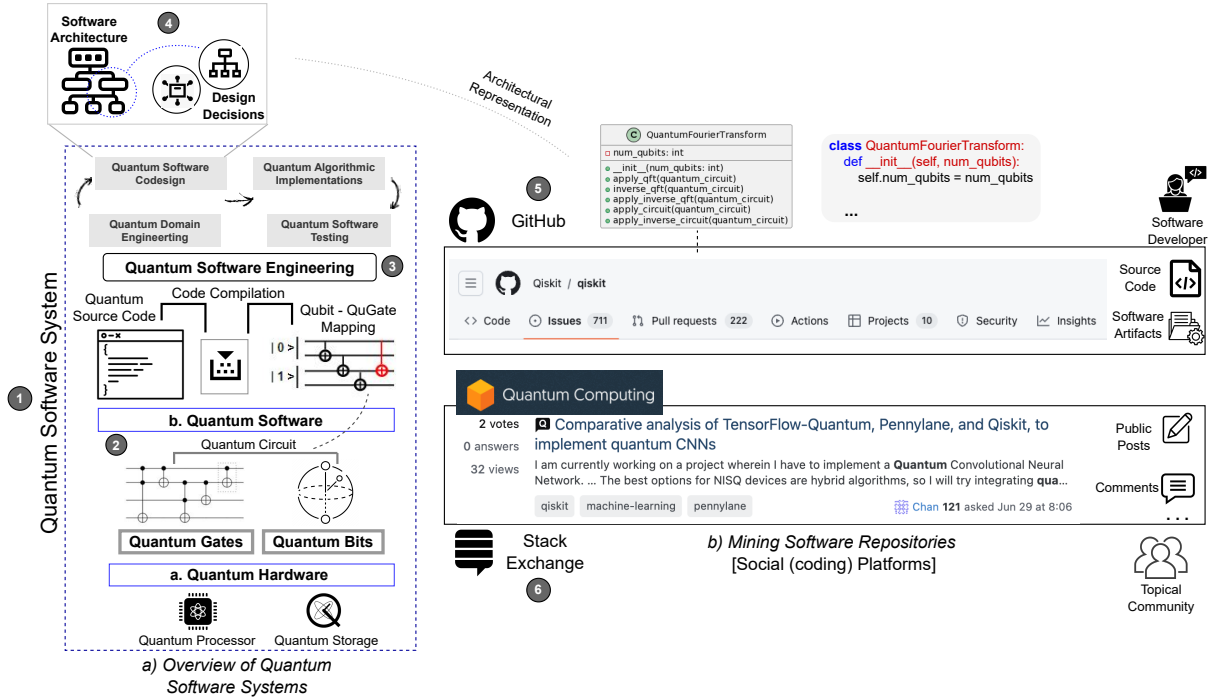 Software
Architecture
4
Design
Decisions
Architectural
Representation
Quantum Software
Codesign
Quantum Algorithmic
Implementations
Quantum Domain
Engineerting
Quantum Software
Testing
Quantum Software Engineering
3
Quantum
Source Code
Code Compilation
Qubit - QuGate
Mapping
{
}
| 0 >|
| 1 >|
1
Quantum Software System
b. Quantum Software
2
Quantum Circuit
Quantum Gates
Quantum Bits
a. Quantum Hardware
Quantum Processor
Quantum Storage
a) Overview of Quantum
Software Systems
5
GitHub
C QuantumFourierTransform
num_qubits: int
__init__(num_qubits: int)
apply_qft(quantum_circuit)
inverse_qft(quantum_circuit)
apply_inverse_qft(quantum_circuit)
apply_circuit(quantum_circuit)
apply_inverse_circuit(quantum_circuit)
class QuantumFourierTransform:
def __init__(self, num_qubits):
self.num_qubits = num_qubits
...
Software
Developer
Qiskit / qiskit
<> Code
Issues 711
Pull requests 222
Actions
Projects 10
Security
Insights
Source
Code
Software
Artifacts
Quantum Computing
2 votes
0 answers
32 views
Q Comparative analysis of TensorFlow-Quantum, Pennylane, and Qiskit, to
implement quantum CNNs
I am currently working on a project wherein I have to implement a Quantum Convolutional Neural
Network. ... The best options for NISQ devices are hybrid algorithms, so I will try integrating qua...
qiskit machine-learning pennylane
Chan 121 asked Jun 29 at 8:06
Public
Posts
Comments
...
Stack
Exchange
6
b) Mining Software Repositories
[Social (coding) Platforms]
Topical
Community